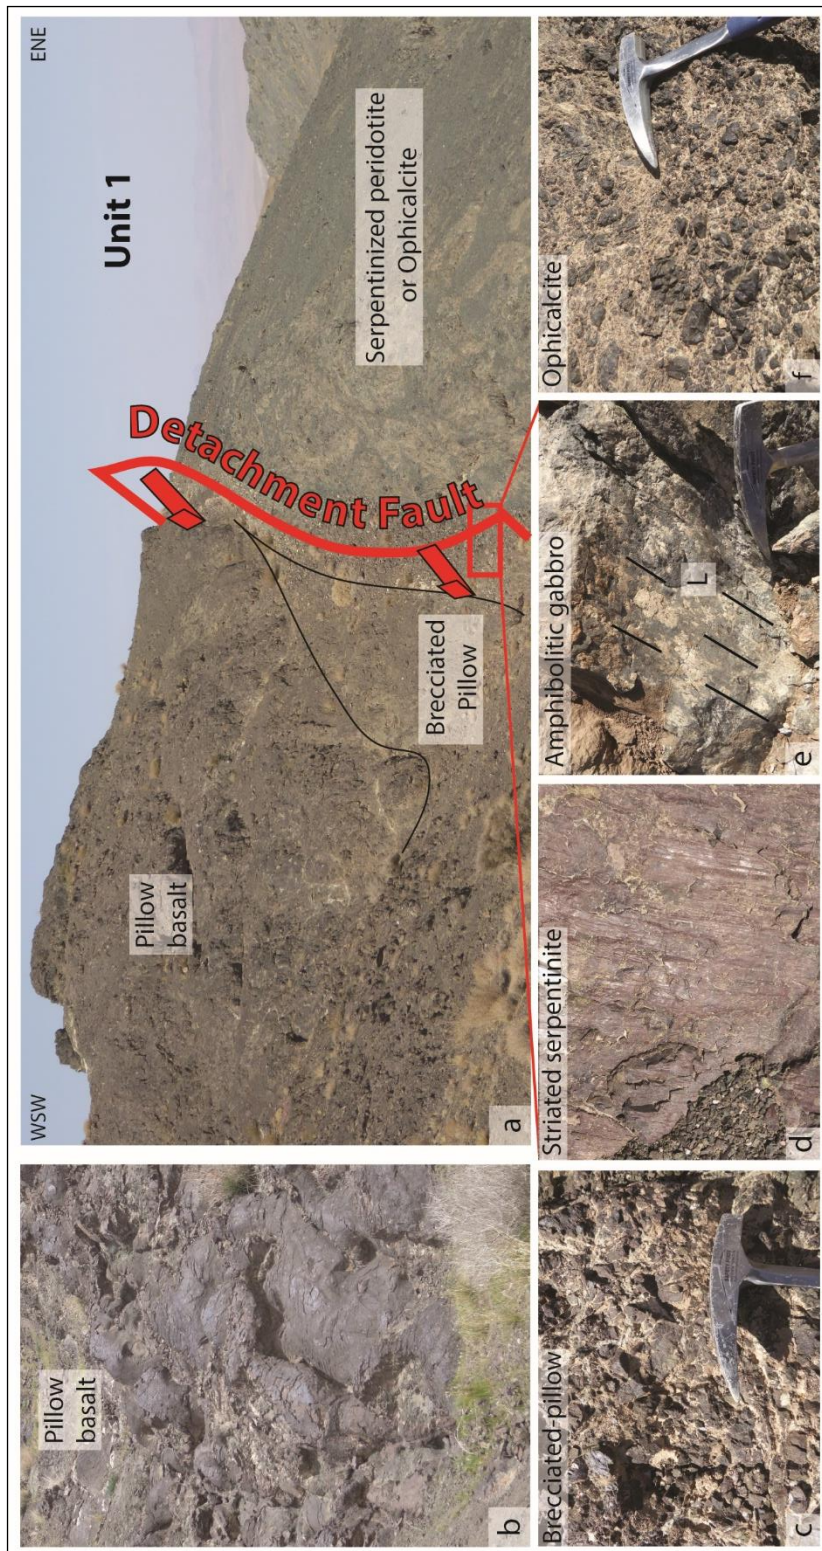 Pillow
basalt
b
WSW
ENE
Unit 1
Pillow
basalt
Detachment Fault
Serpentinized peridotite
or Ophicalcite
Brecciated
Pillow
a
Brecciated-pillow
c
Striated serpentinite
d
Amphibolitic gabbro
L
e
Ophicalcite
f